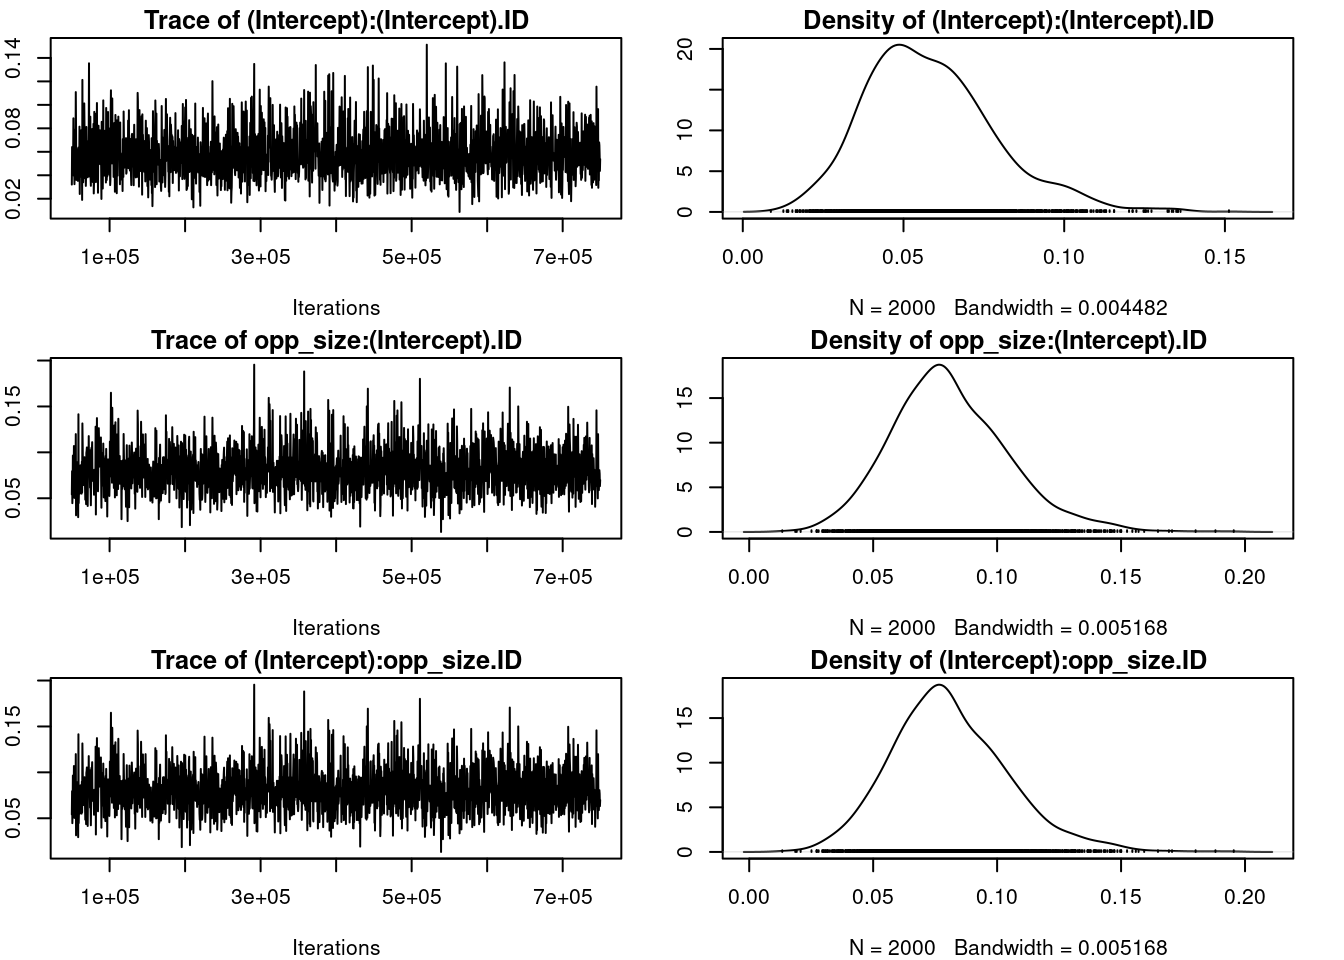 Trace of (Intercept):(Intercept).ID
0.02 0.08 0.14
1e+05 3e+05 5e+05 7e+05
Iterations
Density of (Intercept):(Intercept).ID
0 5 10 20
0.00 0.05 0.10 0.15
N = 2000 Bandwidth = 0.004482
Trace of opp_size:(Intercept).ID
0.05 0.15
1e+05 3e+05 5e+05 7e+05
Iterations
Density of opp_size:(Intercept).ID
0 5 10 15
0.00 0.05 0.10 0.15 0.20
N = 2000 Bandwidth = 0.005168
Trace of (Intercept):opp_size.ID
0.05 0.15
1e+05 3e+05 5e+05 7e+05
Iterations
Density of (Intercept):opp_size.ID
0 5 10 15
0.00 0.05 0.10 0.15 0.20
N = 2000 Bandwidth = 0.005168